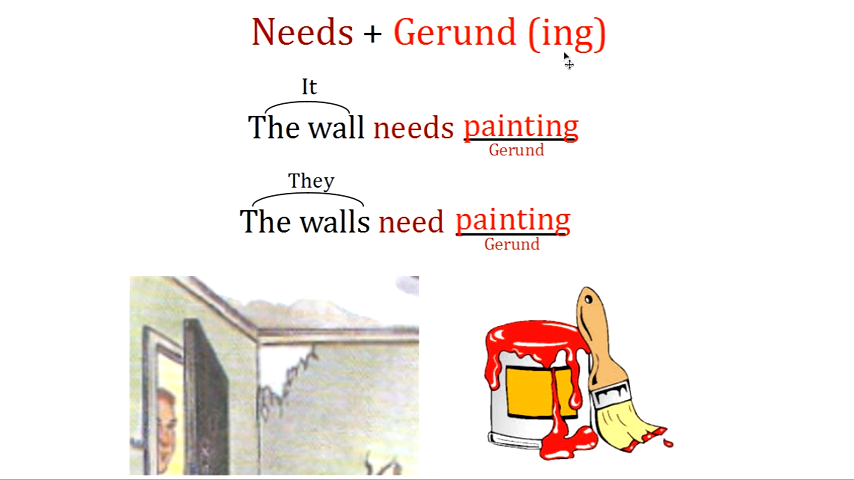 Needs + Gerund (ing)
It
The wall needs painting
Gerund
They
The walls need painting
Gerund